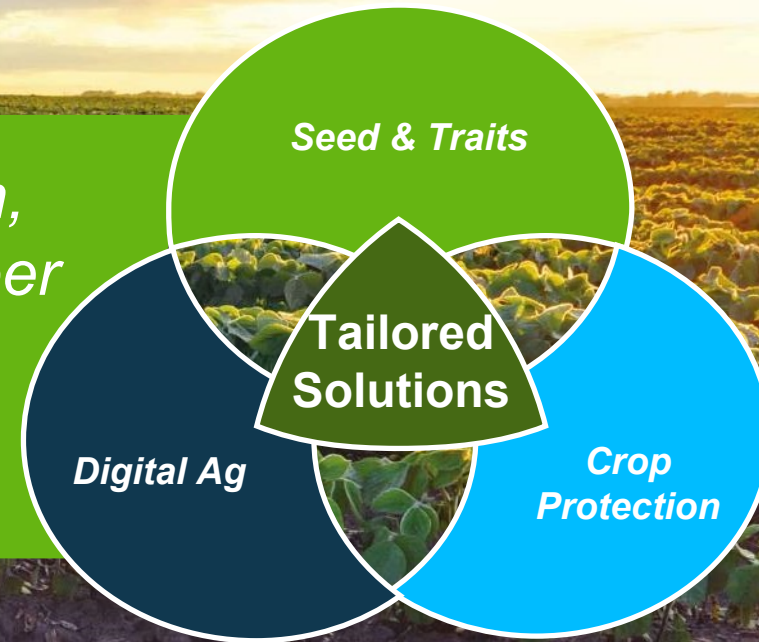 Seed & Traits
Tailored
Solutions
Digital Ag
Crop
Protection